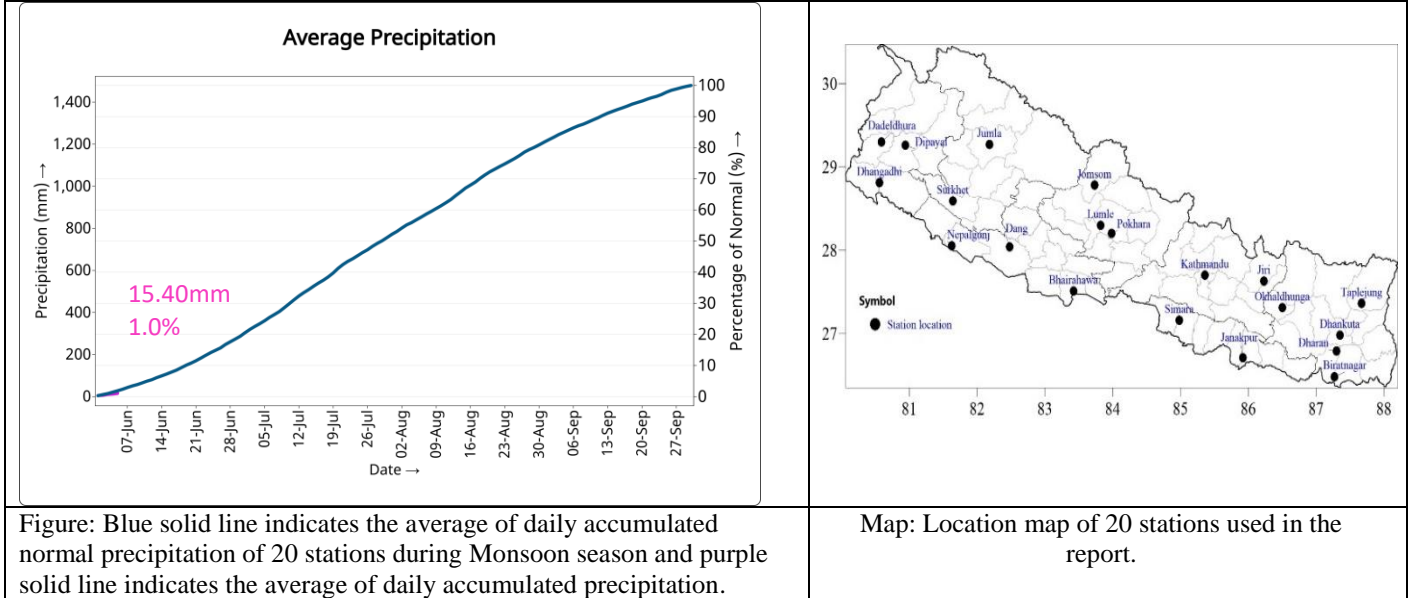 Average Precipitation
Precipitation (mm) →
1,400
1,200
1,000
800
600
400
200
0
15.40mm
1.0%
100
90
80
70
60
50
40
30
20
10
0
Percentage of Normal (%) →
07-Jun
14-Jun
21-Jun
28-Jun
05-Jul
12-Jul
19-Jul
26-Jul
02-Aug
09-Aug
16-Aug
23-Aug
30-Aug
06-Sep
13-Sep
20-Sep
27-Sep
Date →
30
29
28
27
Dadeldhura
Dipayal
Jumla
Dhangadhi
Surkhet
Jomsom
Lumle
Pokhara
Nepalgunj
Dang
Bhairahawa
Kathmandu
Jiri
Okhaldhunga
Taplejung
Simara
Dhankuta
Janakpur
Dharan
Biratnagar
Symbol
Station location
81
82
83
84
85
86
87
88
Figure: Blue solid line indicates the average of daily accumulated
normal precipitation of 20 stations during Monsoon season and purple
solid line indicates the average of daily accumulated precipitation.
Map: Location map of 20 stations used in the
report.